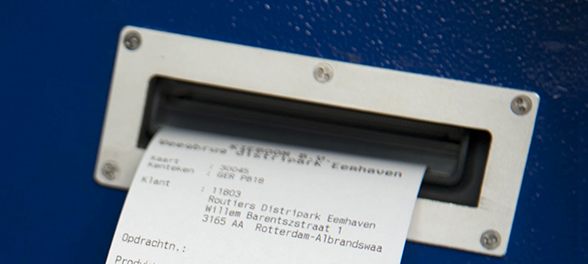 Weegbrug Distripark Eemhaven
Kaart : 30045
Kenteken : GER PB18
Klant : 11803
Routiers Distripark Eemhaven
Willem Barentszstraat 1
3165 AA Rotterdam-Albrandswaa
Opdrachtn.: